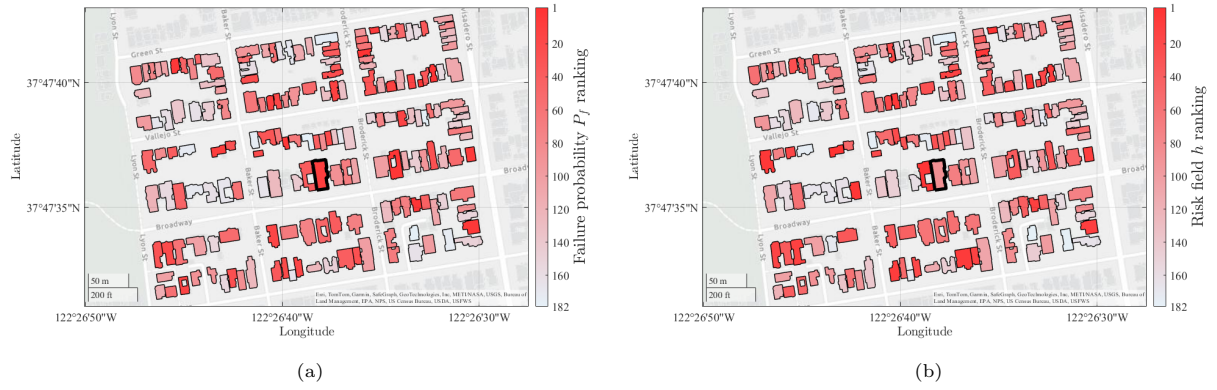 Lyon St
Baker St
Broderick St
visadero St
Green St
37°47'40"N
Vallejo St
Lyon St
Baker St
Broderick St
Broadw
37°47'35"N
Broadway
Lyon St
Baker St
Broderick St
50 m
200 ft
Esri, TomTom, Garmin, SafeGraph, GeoTechnologies, Inc, METI/NASA, USGS, Bureau of
Land Management, EPA, NPS, US Census Bureau, USDA, USFWS
122°26'50"W
122°26'40"W
122°26'30"W
Longitude
Latitude
1
20
40
60
80
100
120
140
160
182
Failure probability Pf ranking
(a)
Lyon St
Baker St
Broderick St
visadero St
Green St
37°47'40"N
Vallejo St
Lyon St
Baker St
Broderick St
Broad
37°47'35"N
Broadway
Lyon St
Baker St
Broderick St
50 m
200 ft
Esri, TomTom, Garmin, SafeGraph, GeoTechnologies, Inc, METI/NASA, USGS, Bureau of
Land Management, EPA, NPS, US Census Bureau, USDA, USFWS
122°26'50"W
122°26'40"W
122°26'30"W
Longitude
Latitude
1
20
40
60
80
100
120
140
160
182
Risk field h ranking
(b)